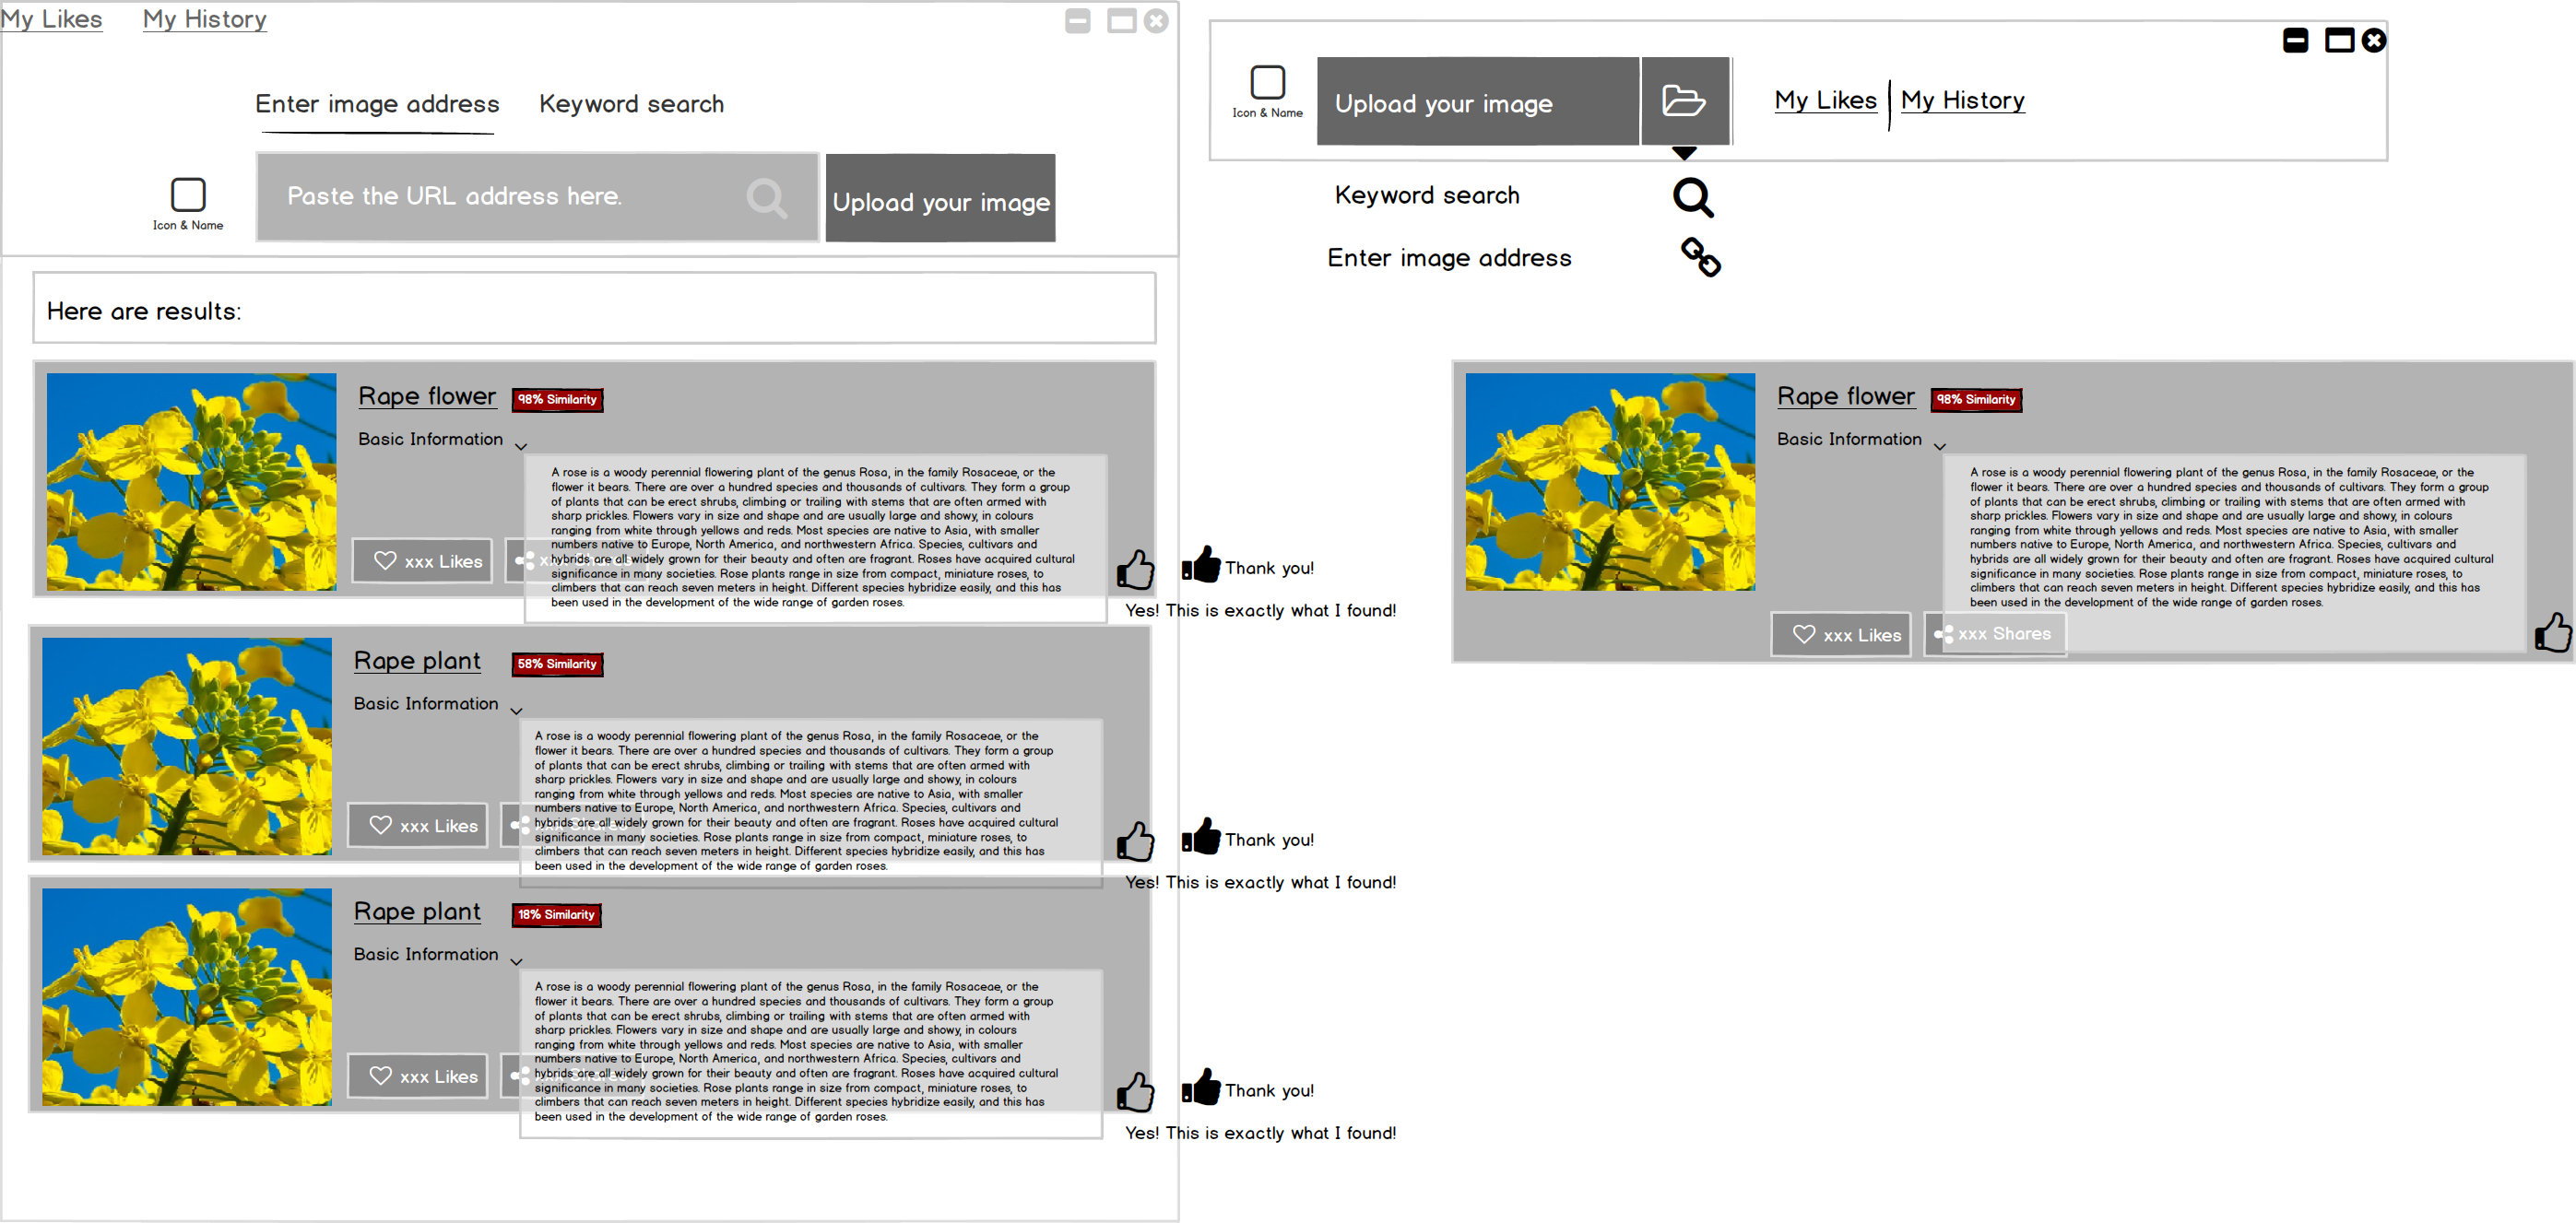 My Likes
My History
Enter image address
Keyword search
Icon & Name
Paste the URL address here.
Upload your image
Here are results:
Rape flower
98% Similarity
Basic Information
A rose is a woody perennial flowering plant of the genus Rosa, in the family Rosaceae, or the
flower it bears. There are over a hundred species and thousands of cultivars. They form a group
of plants that can be erect shrubs, climbing or trailing with stems that are often armed with
sharp prickles. Flowers vary in size and shape and are usually large and showy, in colours
ranging from white through yellows and reds. Most species are native to Asia, with smaller
numbers native to Europe, North America, and northwestern Africa. Species, cultivars and
hybrids are all widely grown for their beauty and often are fragrant. Roses have acquired cultural
significance in many societies. Rose plants range in size from compact, miniature roses, to
climbers that can reach seven meters in height. Different species hybridize easily, and this has
been used in the development of the wide range of garden roses.
xxx Likes
Thank you!
Yes! This is exactly what I found!
Rape plant
58% Similarity
Basic Information
A rose is a woody perennial flowering plant of the genus Rosa, in the family Rosaceae, or the
flower it bears. There are over a hundred species and thousands of cultivars. They form a group
of plants that can be erect shrubs, climbing or trailing with stems that are often armed with
sharp prickles. Flowers vary in size and shape and are usually large and showy, in colours
ranging from white through yellows and reds. Most species are native to Asia, with smaller
numbers native to Europe, North America, and northwestern Africa. Species, cultivars and
hybrids are all widely grown for their beauty and often are fragrant. Roses have acquired cultural
significance in many societies. Rose plants range in size from compact, miniature roses, to
climbers that can reach seven meters in height. Different species hybridize easily, and this has
been used in the development of the wide range of garden roses.
xxx Likes
xxx Shares
Thank you!
Yes! This is exactly what I found!
Rape plant
18% Similarity
Basic Information
A rose is a woody perennial flowering plant of the genus Rosa, in the family Rosaceae, or the
flower it bears. There are over a hundred species and thousands of cultivars. They form a group
of plants that can be erect shrubs, climbing or trailing with stems that are often armed with
sharp prickles. Flowers vary in size and shape and are usually large and showy, in colours
ranging from white through yellows and reds. Most species are native to Asia, with smaller
numbers native to Europe, North America, and northwestern Africa. Species, cultivars and
hybrids are all widely grown for their beauty and often are fragrant. Roses have acquired cultural
significance in many societies. Rose plants range in size from compact, miniature roses, to
climbers that can reach seven meters in height. Different species hybridize easily, and this has
been used in the development of the wide range of garden roses.
xxx Likes
xxx Shares
Thank you!
Yes! This is exactly what I found!
Icon & Name
Upload your image
My Likes
My History
Keyword search
Enter image address
Rape flower
98% Similarity
Basic Information
A rose is a woody perennial flowering plant of the genus Rosa, in the family Rosaceae, or the
flower it bears. There are over a hundred species and thousands of cultivars. They form a group
of plants that can be erect shrubs, climbing or trailing with stems that are often armed with
sharp prickles. Flowers vary in size and shape and are usually large and showy, in colours
ranging from white through yellows and reds. Most species are native to Asia, with smaller
numbers native to Europe, North America, and northwestern Africa. Species, cultivars and
hybrids are all widely grown for their beauty and often are fragrant. Roses have acquired cultural
significance in many societies. Rose plants range in size from compact, miniature roses, to
climbers that can reach seven meters in height. Different species hybridize easily, and this has
been used in the development of the wide range of garden roses.
xxx Likes
xxx Shares